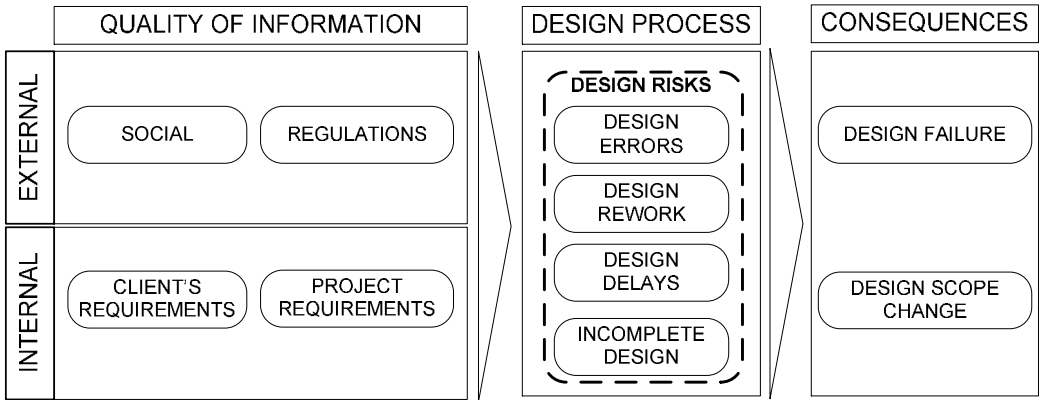 QUALITY OF INFORMATION
DESIGN PROCESS
CONSEQUENCES
EXTERNAL
SOCIAL
REGULATIONS
INTERNAL
CLIENT'S
REQUIREMENTS
PROJECT
REQUIREMENTS
DESIGN RISKS
DESIGN
ERRORS
DESIGN
REWORK
DESIGN
DELAYS
INCOMPLETE
DESIGN
DESIGN FAILURE
DESIGN SCOPE
CHANGE